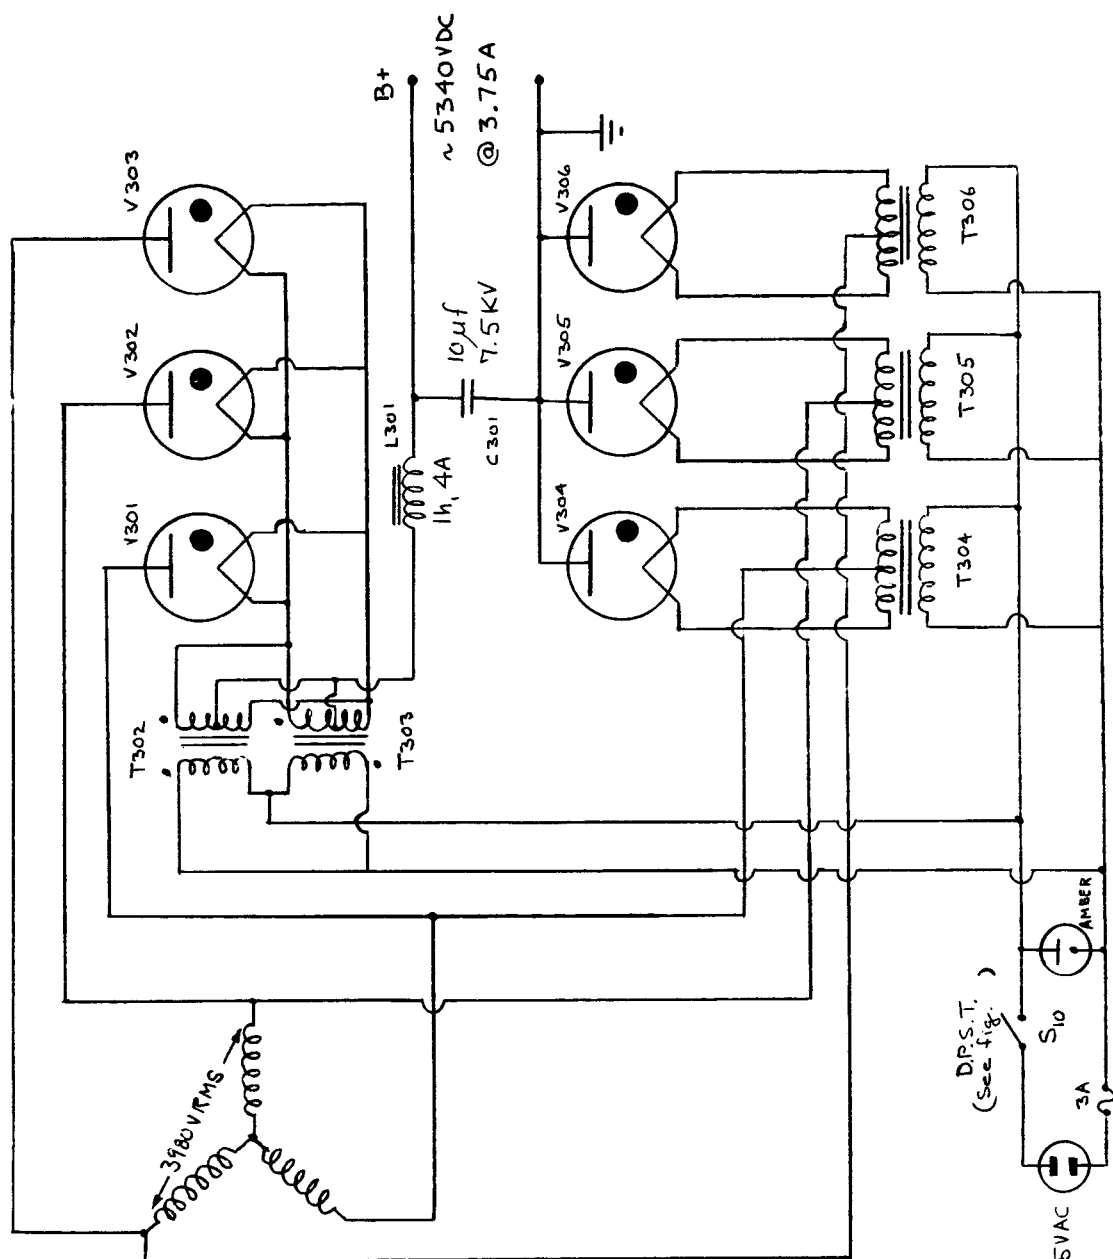 B+
~5340VDC
@ 3.75A
V303
V302
V301
L301
1h, 4A
10µf
7.5KV
C301
V306
V305
V304
T302
T303
T306
T305
T304
3980VRMS
AMBER
D.P.S.T.
(see fig. )
S10
3A
5VAC